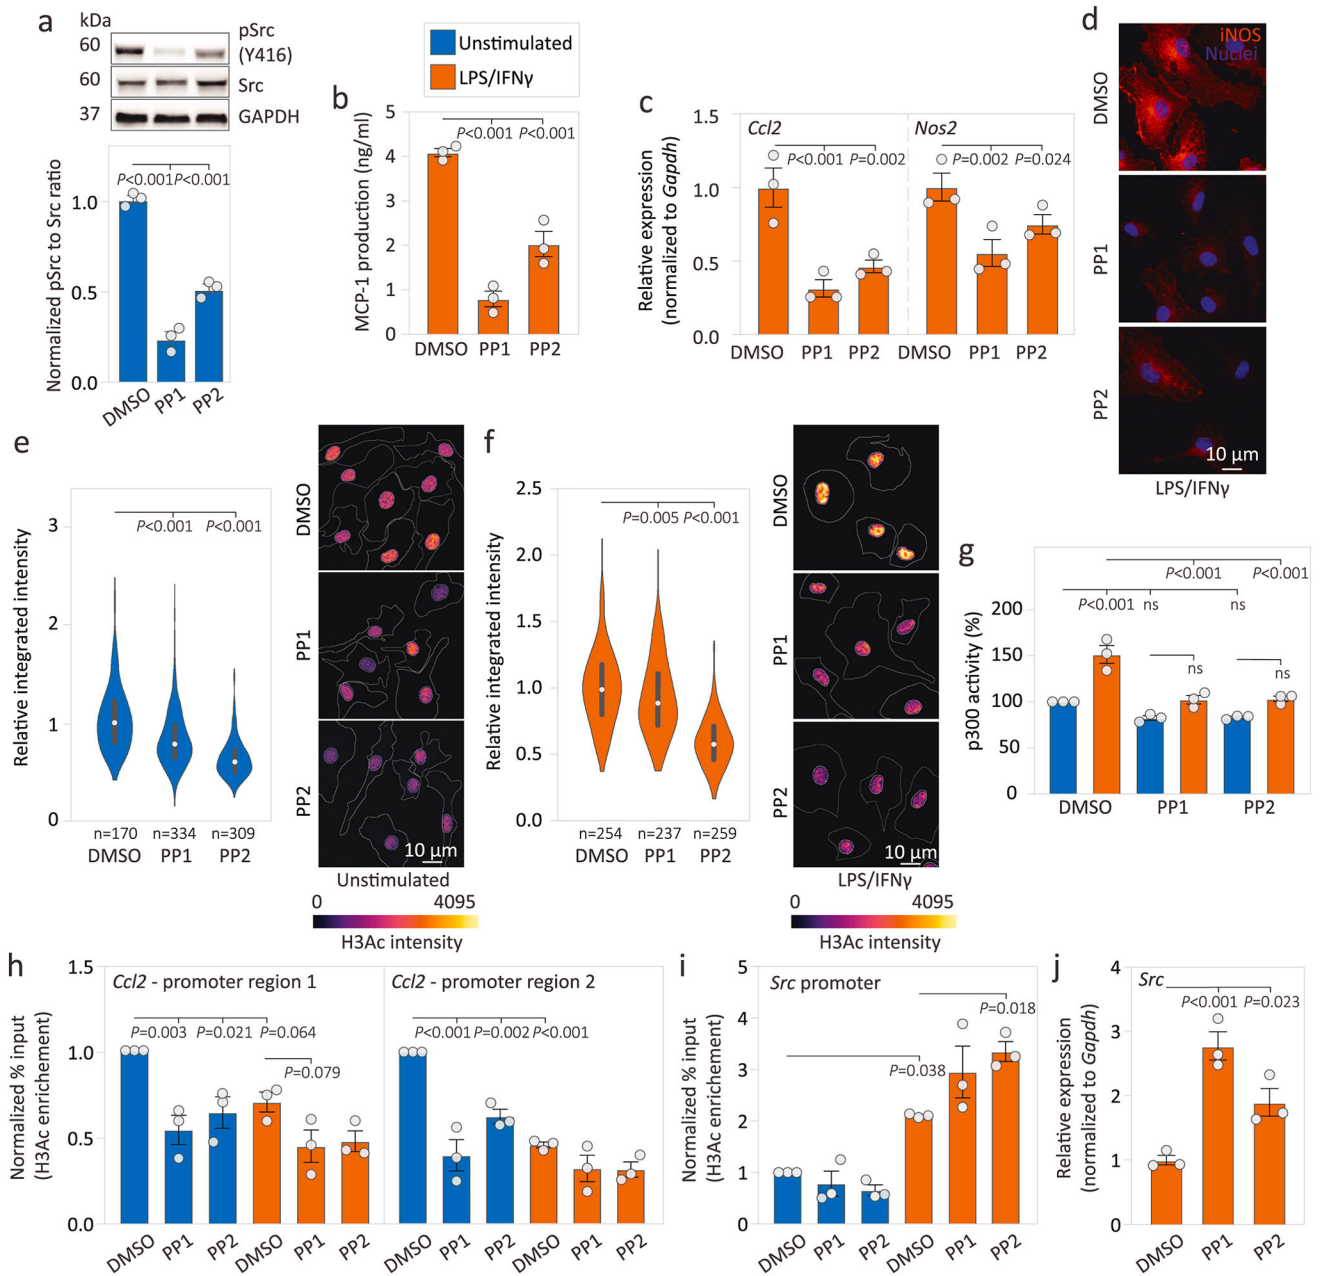 a
kDa
60
pSrc
(Y416)
60
Src
37
GAPDH
Normalized pSrc to Src ratio
P<0.001 P<0.001
1.0
0.5
0.0
DMSO PP1 PP2
Unstimulated
LPS/IFNγ
b
MCP-1 production (ng/ml)
5
4
3
2
1
0
P<0.001 P<0.001
DMSO PP1 PP2
c
Relative expression
(normalized to Gapdh)
1.5
1.0
0.5
0.0
Ccl2
P<0.001 P=0.002
Nos2
P=0.002 P=0.024
DMSO PP1 PP2 DMSO PP1 PP2
d
iNOS
Nuclei
DMSO
PP1
PP2
10 µm
LPS/IFNγ
e
Relative integrated intensity
3
2
1
0
P<0.001 P<0.001
n=170 n=334 n=309
DMSO PP1 PP2
DMSO
PP1
PP2
10 µm
Unstimulated
0 4095
H3Ac intensity
f
Relative integrated intensity
2.5
2.0
1.5
1.0
0.5
0.0
P=0.005 P<0.001
n=254 n=237 n=259
DMSO PP1 PP2
DMSO
PP1
PP2
10 µm
LPS/IFNγ
0 4095
H3Ac intensity
g
p300 activity (%)
200
150
100
50
0
P<0.001 P<0.001
P<0.001 ns ns
ns ns
DMSO PP1 PP2
h
Normalized % input
(H3Ac enrichment)
1.5
1.0
0.5
0.0
Ccl2 - promoter region 1
P=0.003 P=0.021 P=0.064
P=0.079
DMSO PP1 PP2 DMSO PP1 PP2
Ccl2 - promoter region 2
P<0.001 P=0.002 P<0.001
DMSO PP1 PP2 DMSO PP1 PP2
i
Normalized % input
(H3Ac enrichment)
5
4
3
2
1
0
Src promoter
P=0.018
P=0.038
DMSO PP1 PP2 DMSO PP1 PP2
j
Relative expression
(normalized to Gapdh)
4
3
2
1
0
Src
P<0.001 P=0.023
DMSO PP1 PP2